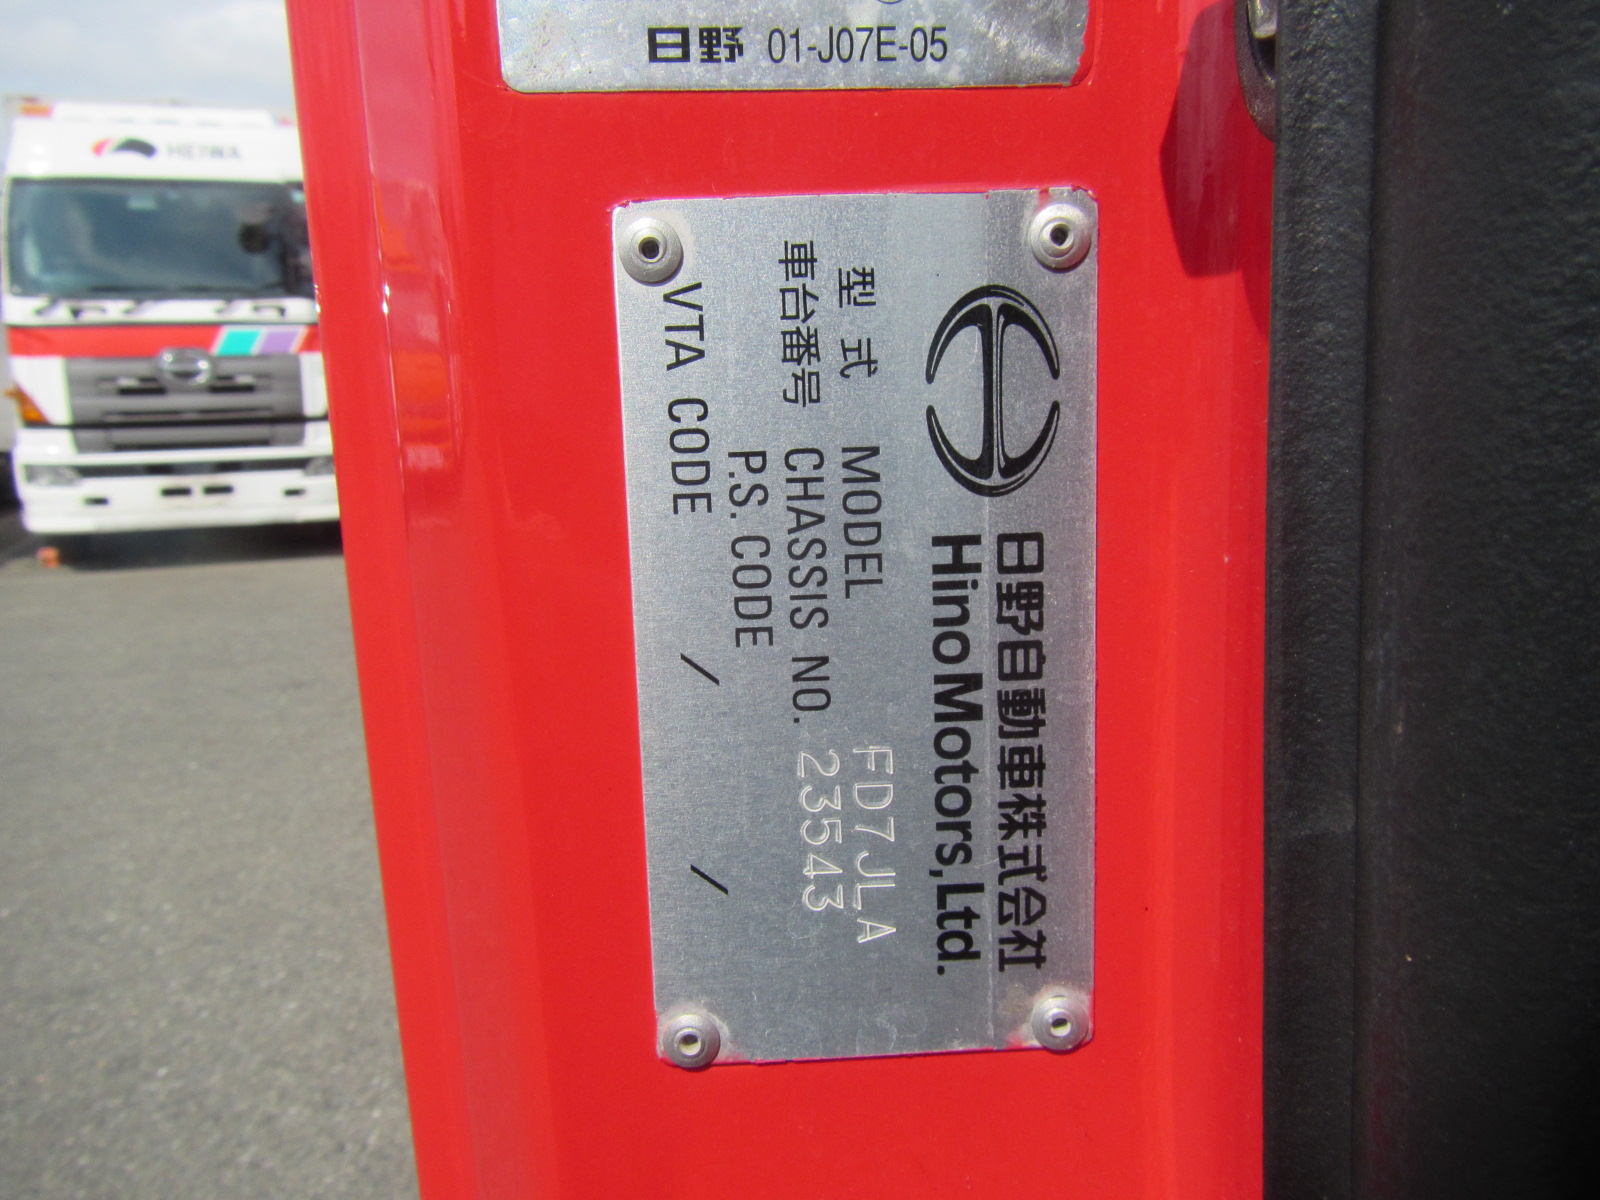 日野 01-J07E-05
HEIWA
日野自動車株式会社
Hino Motors, Ltd.
型式 MODEL FD7JLA
車台番号 CHASSIS NO. 23543
P.S. CODE
VTA CODE / /